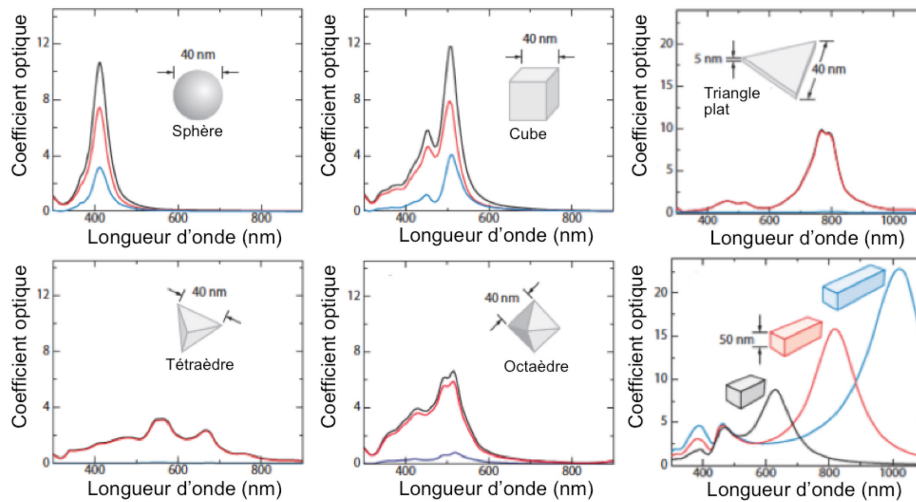 Coefficient optique
12
8
4
0
40 nm
Sphère
400
600
800
Longueur d'onde (nm)
Coefficient optique
12
8
4
0
40 nm
Cube
400
600
800
Longueur d'onde (nm)
Coefficient optique
20
15
10
5
0
5 nm
40 nm
Triangle
plat
400
600
800
1000
Longueur d'onde (nm)
Coefficient optique
12
8
4
0
40 nm
Tétraèdre
400
600
800
Longueur d'onde (nm)
Coefficient optique
12
8
4
0
40 nm
Octaèdre
400
600
800
Longueur d'onde (nm)
Coefficient optique
20
15
10
5
0
50 nm
400
600
800
1000
Longueur d'onde (nm)